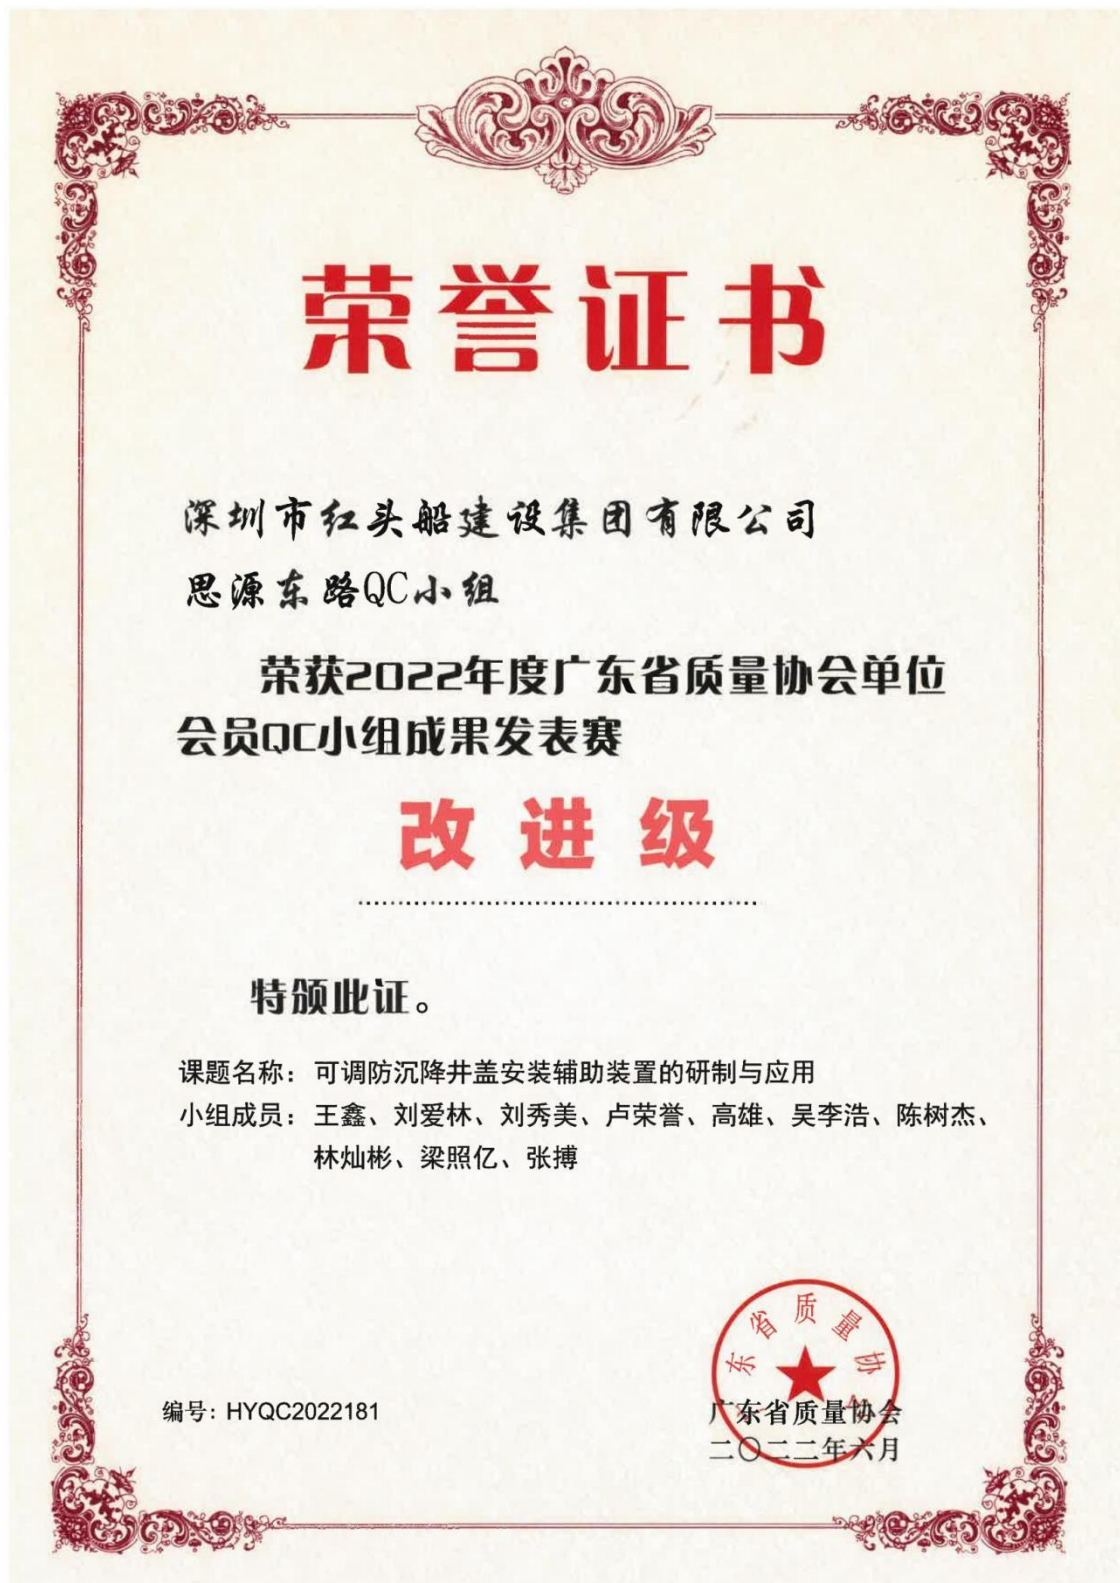 荣誉证书
深圳市红头船建设集团有限公司
思源东路QC小组
荣获2022年度广东省质量协会单位
会员QC小组成果发表赛
改进级
特颁此证。
课题名称：可调防沉降井盖安装辅助装置的研制与应用
小组成员：王鑫、刘爱林、刘秀美、卢荣誉、高雄、吴李浩、陈树杰、
林灿彬、梁照亿、张搏
东省质量协
编号：HYQC2022181
广东省质量协会
二〇二二年六月